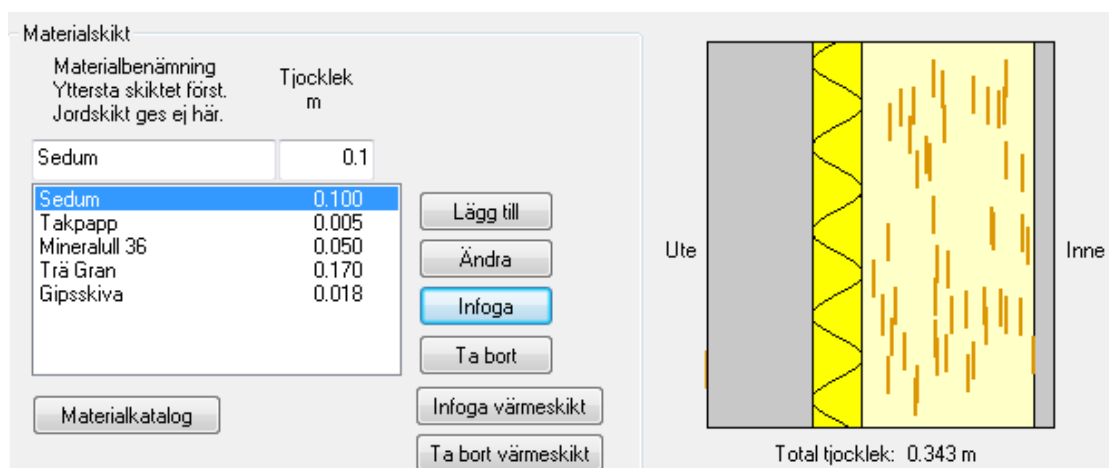 Materialskikt
Materialbenämning
Yttersta skiktet först.
Jordskikt ges ej här.
Tjocklek
m
Sedum 0.1
Sedum 0.100
Takpapp 0.005
Mineralull 36 0.050
Trä Gran 0.170
Gipsskiva 0.018
Lägg till
Ändra
Infoga
Ta bort
Materialkatalog
Infoga värmeskikt
Ta bort värmeskikt
Ute
Inne
Total tjocklek: 0.343 m